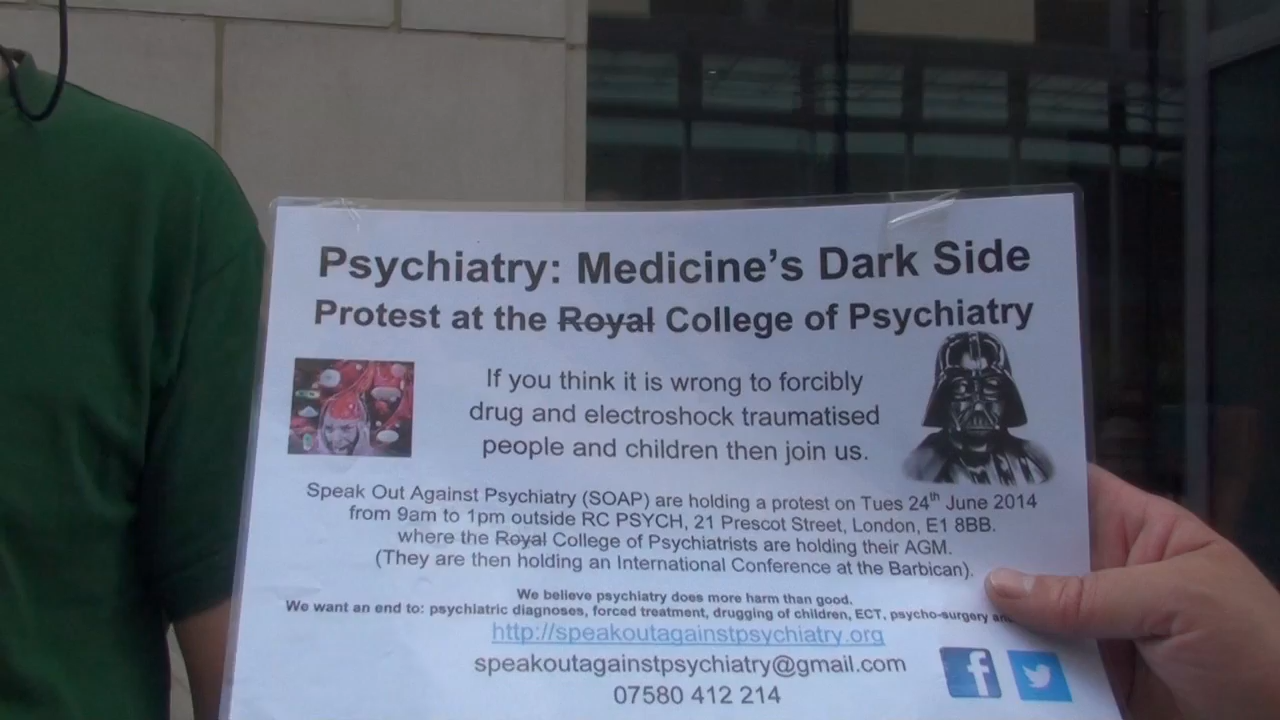 Psychiatry: Medicine's Dark Side
Protest at the Royal College of Psychiatry
If you think it is wrong to forcibly
drug and electroshock traumatised
people and children then join us.
Speak Out Against Psychiatry (SOAP) are holding a protest on Tues 24th June 2014
from 9am to 1pm outside RC PSYCH, 21 Prescot Street, London, E1 8BB.
where the Royal College of Psychiatrists are holding their AGM.
(They are then holding an International Conference at the Barbican).
We believe psychiatry does more harm than good.
We want an end to: psychiatric diagnoses, forced treatment, drugging of children, ECT, psycho-surgery
http://speakoutagainstpsychiatry.org
speakoutagainstpsychiatry@gmail.com
07580 412 214